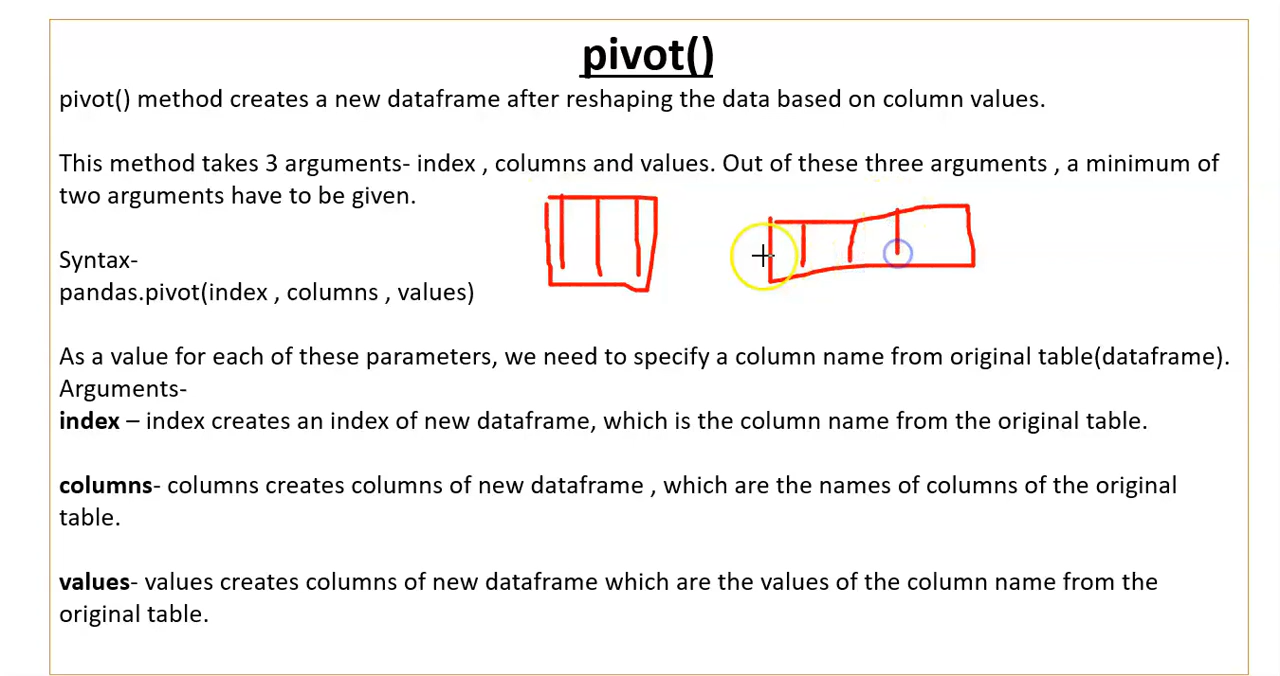 pivot()
pivot() method creates a new dataframe after reshaping the data based on column values.
This method takes 3 arguments- index , columns and values. Out of these three arguments , a minimum of
two arguments have to be given.
Syntax-
pandas.pivot(index , columns , values)
As a value for each of these parameters, we need to specify a column name from original table(dataframe).
Arguments-
index – index creates an index of new dataframe, which is the column name from the original table.
columns- columns creates columns of new dataframe , which are the names of columns of the original
table.
values- values creates columns of new dataframe which are the values of the column name from the
original table.